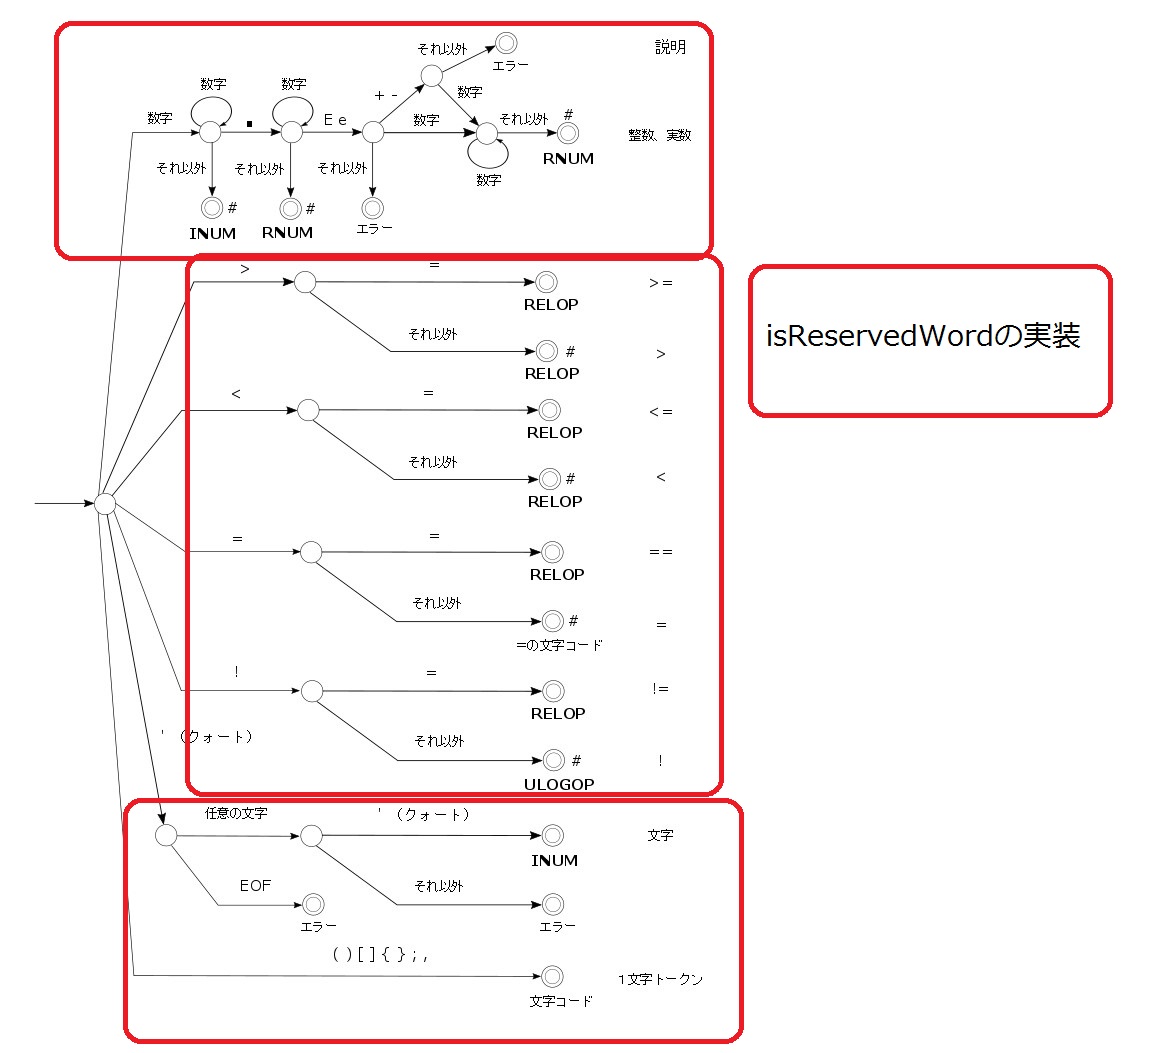 それ以外
説明
エラー
数字
数字
+ -
数字
数字
.
E e
数字
それ以外
#
整数、実数
RNUM
それ以外
それ以外
それ以外
数字
#
#
INUM
RNUM
エラー
>
=
>=
RELOP
isReservedWordの実装
それ以外
#
>
RELOP
<
=
<=
RELOP
それ以外
#
<
RELOP
=
=
==
RELOP
それ以外
#
=
=の文字コード
!
=
!=
RELOP
' （クォート）
それ以外
#
!
ULOGOP
任意の文字
' （クォート）
文字
INUM
EOF
それ以外
エラー
エラー
( ) [ ] { } ; ,
1文字トークン
文字コード